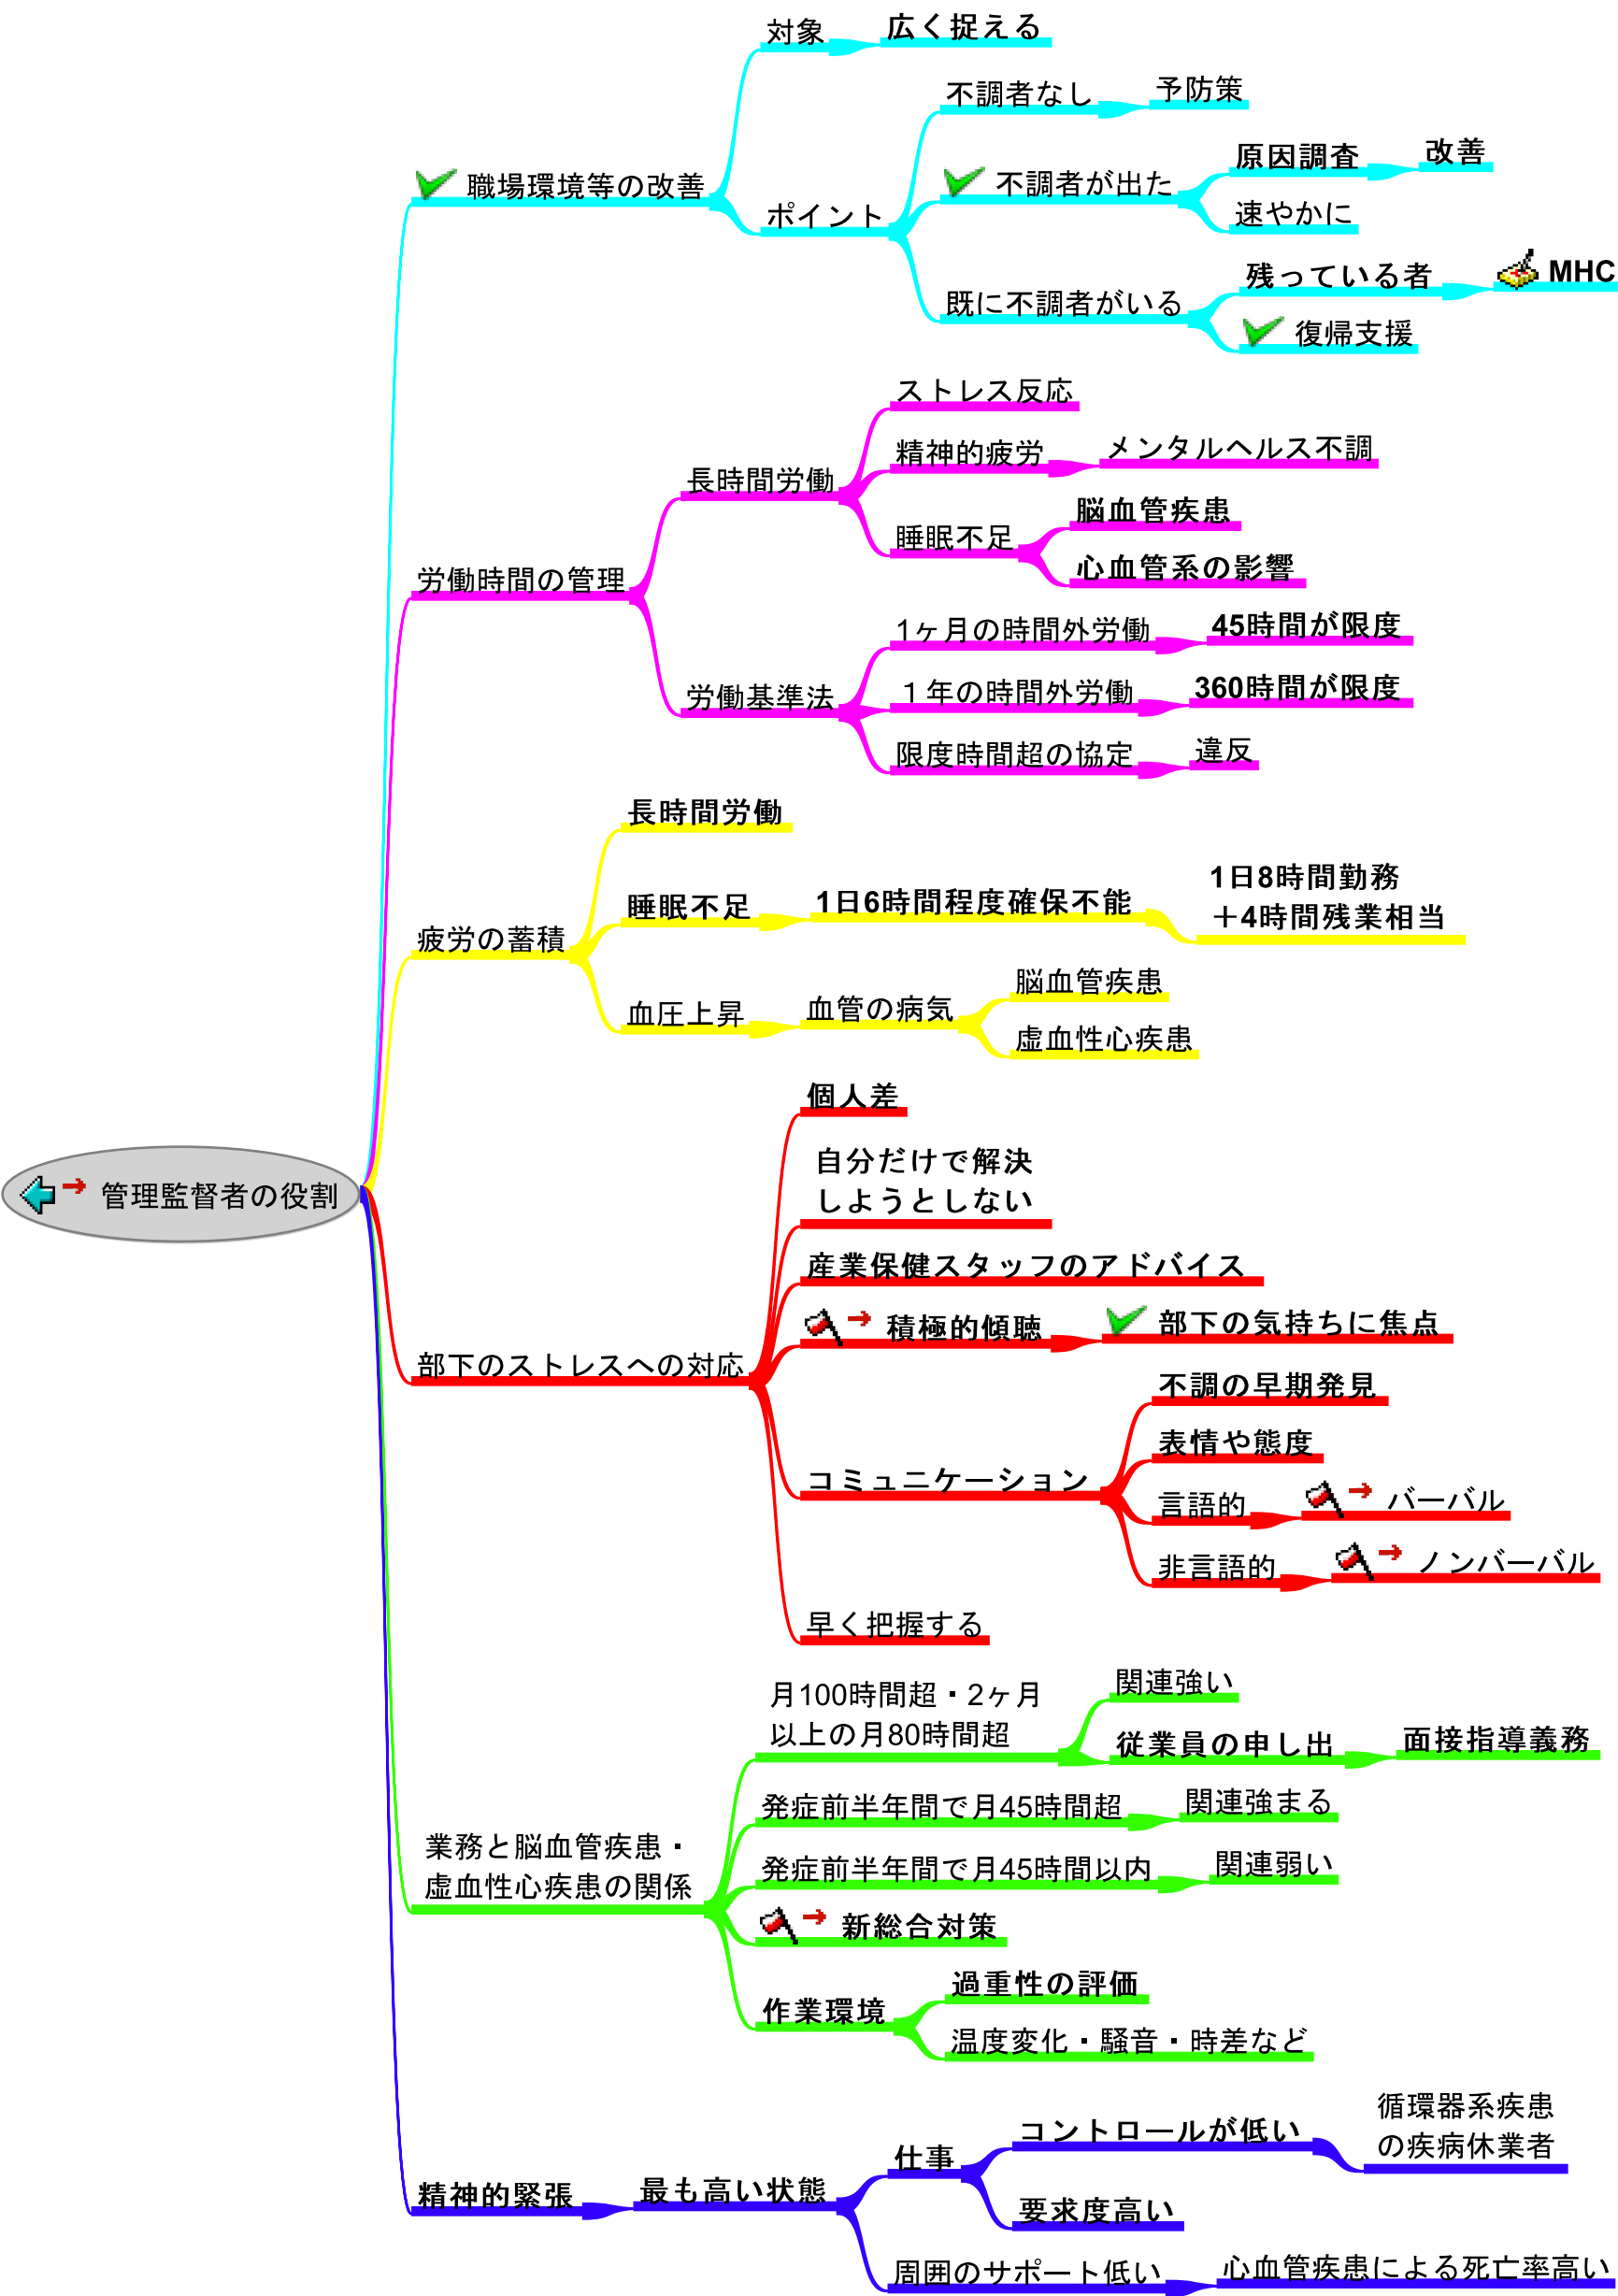 管理監督者の役割
職場環境等の改善
対象
広く捉える
ポイント
不調者なし
予防策
不調者が出た
原因調査
改善
速やかに
既に不調者がいる
残っている者
MHC
復帰支援
労働時間の管理
長時間労働
ストレス反応
精神的疲労
メンタルヘルス不調
睡眠不足
脳血管疾患
心血管系の影響
労働基準法
1ヶ月の時間外労働
45時間が限度
１年の時間外労働
360時間が限度
限度時間超の協定
違反
疲労の蓄積
長時間労働
睡眠不足
1日6時間程度確保不能
1日8時間勤務
＋4時間残業相当
血圧上昇
血管の病気
脳血管疾患
虚血性心疾患
部下のストレスへの対応
個人差
自分だけで解決
しようとしない
産業保健スタッフのアドバイス
積極的傾聴
部下の気持ちに焦点
コミュニケーション
不調の早期発見
表情や態度
言語的
バーバル
非言語的
ノンバーバル
早く把握する
業務と脳血管疾患・
虚血性心疾患の関係
月100時間超・2ヶ月
以上の月80時間超
関連強い
従業員の申し出
面接指導義務
発症前半年間で月45時間超
関連強まる
発症前半年間で月45時間以内
関連弱い
新総合対策
作業環境
過重性の評価
温度変化・騒音・時差など
精神的緊張
最も高い状態
仕事
コントロールが低い
循環器系疾患
の疾病休業者
要求度高い
周囲のサポート低い
心血管疾患による死亡率高い